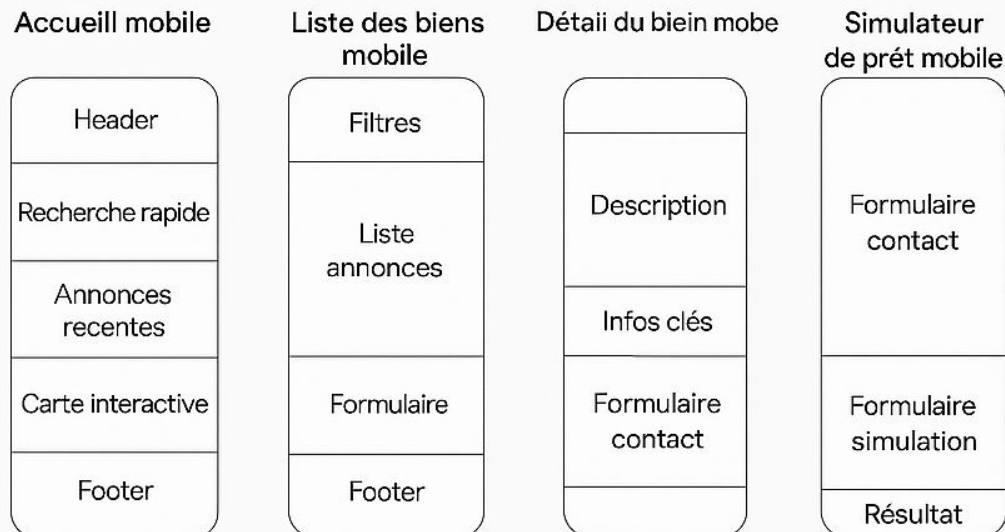 Accueill mobile
Header
Recherche rapide
Annonces
recentes
Carte interactive
Footer
Liste des biens
mobile
Filtres
Liste
annonces
Formulaire
Footer
Détail du biein mobe
Description
Infos clés
Formulaire
contact
Simulateur
de prét mobile
Formulaire
contact
Formulaire
simulation
Résultat